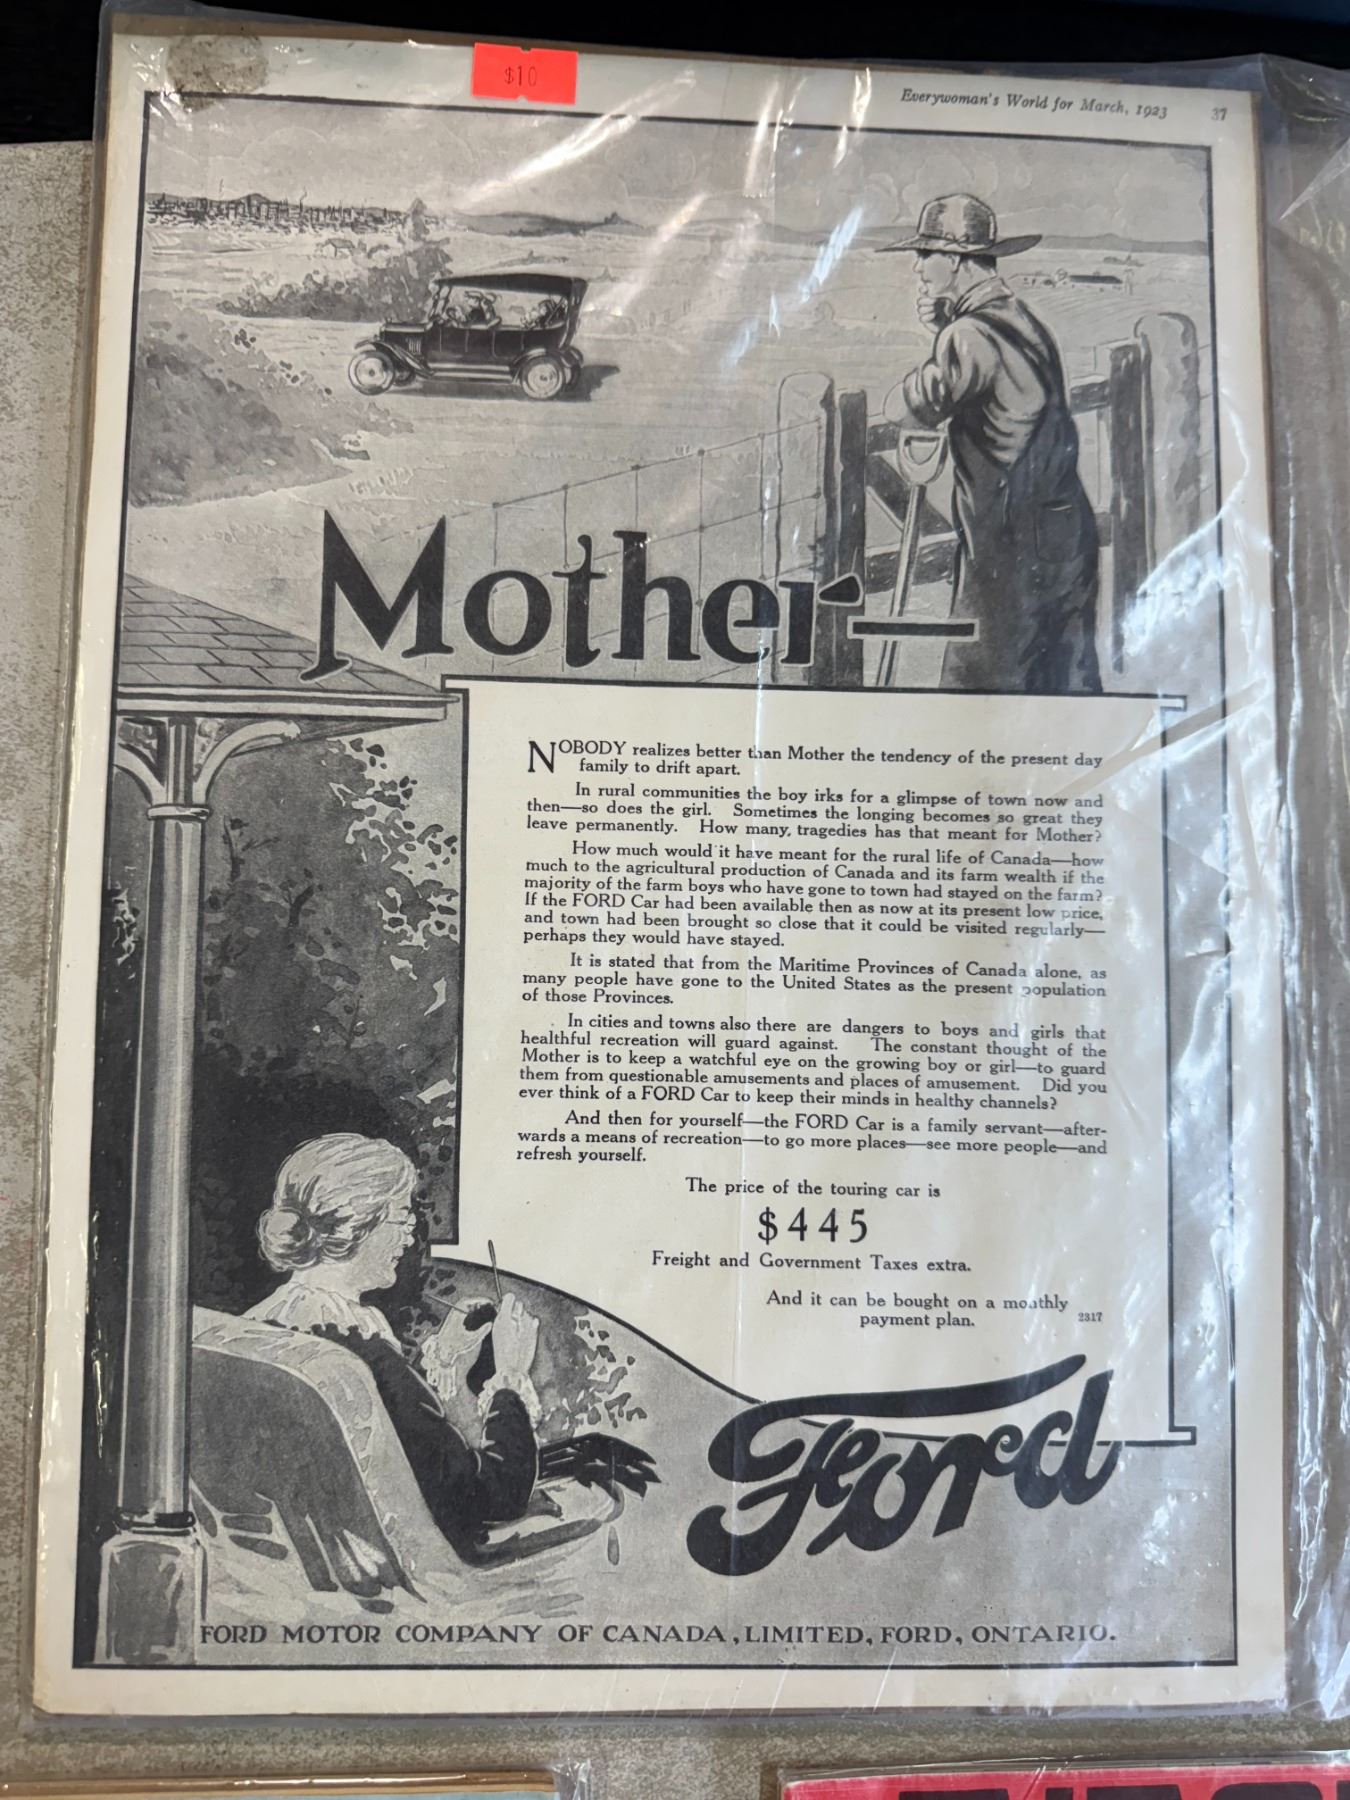 $10
Everywoman's World for March, 1923 37
Mother—
NOBODY realizes better than Mother the tendency of the present day
family to drift apart.
In rural communities the boy irks for a glimpse of town now and
then—so does the girl. Sometimes the longing becomes so great they
leave permanently. How many, tragedies has that meant for Mother?
How much would it have meant for the rural life of Canada—how
much to the agricultural production of Canada and its farm wealth if the
majority of the farm boys who have gone to town had stayed on the farm?
If the FORD Car had been available then as now at its present low price,
and town had been brought so close that it could be visited regularly—
perhaps they would have stayed.
It is stated that from the Maritime Provinces of Canada alone, as
many people have gone to the United States as the present population
of those Provinces.
In cities and towns also there are dangers to boys and girls that
healthful recreation will guard against. The constant thought of the
Mother is to keep a watchful eye on the growing boy or girl—to guard
them from questionable amusements and places of amusement. Did you
ever think of a FORD Car to keep their minds in healthy channels?
And then for yourself—the FORD Car is a family servant—after-
wards a means of recreation—to go more places—see more people—and
refresh yourself.
The price of the touring car is
$445
Freight and Government Taxes extra.
And it can be bought on a monthly
payment plan. 2317
Ford
FORD MOTOR COMPANY OF CANADA, LIMITED, FORD, ONTARIO.